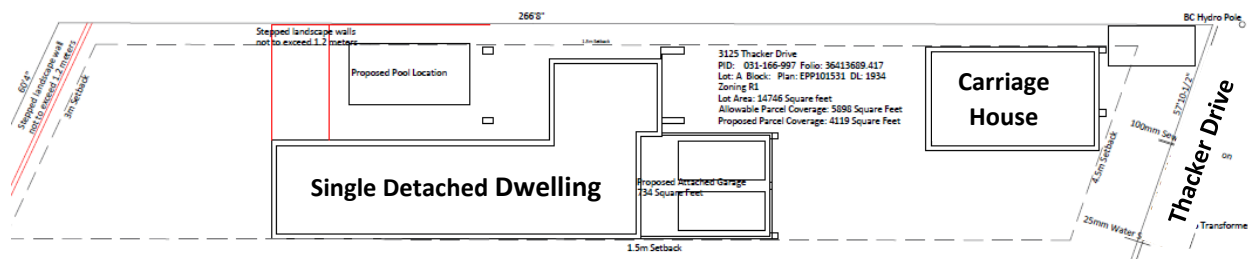 266'8"
BC Hydro Pole
Stepped landscape walls
not to exceed 1.2 meters
1.5m Setback
60'4"
Stepped landscape wall
not to exceed 1.2 meters
3m Setback
Proposed Pool Location
3125 Thacker Drive
PID: 031-166-997 Folio: 36413689.417
Lot: A Block: Plan: EPP101531 DL: 1934
Zoning R1
Lot Area: 14746 Square feet
Allowable Parcel Coverage: 5898 Square Feet
Proposed Parcel Coverage: 4119 Square Feet
Carriage
House
57'10-1/2"
100mm Sew
on
Thacker Drive
4.5m Setback
Single Detached Dwelling
Proposed Attached Garage
734 Square Feet
25mm Water S
Transforme
1.5m Setback